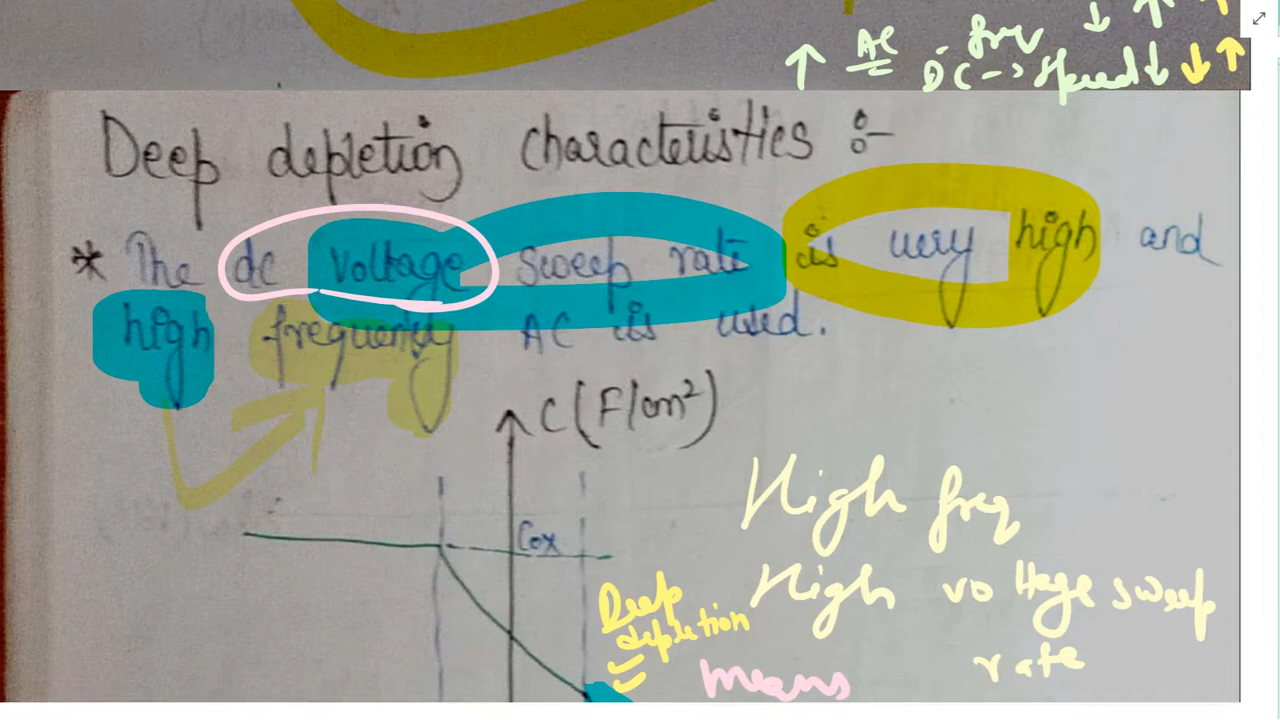 ↑ AC freq ↓ ↑ ↑
DC -> Speed ↓ ↓ ↑
Deep depletion characteristics :-
* The dc voltage sweep rate is very high and
high frequency AC is used.
C (F/cm²)
Cox
High freq
High voltage sweep
rate
Deep
depletion
means